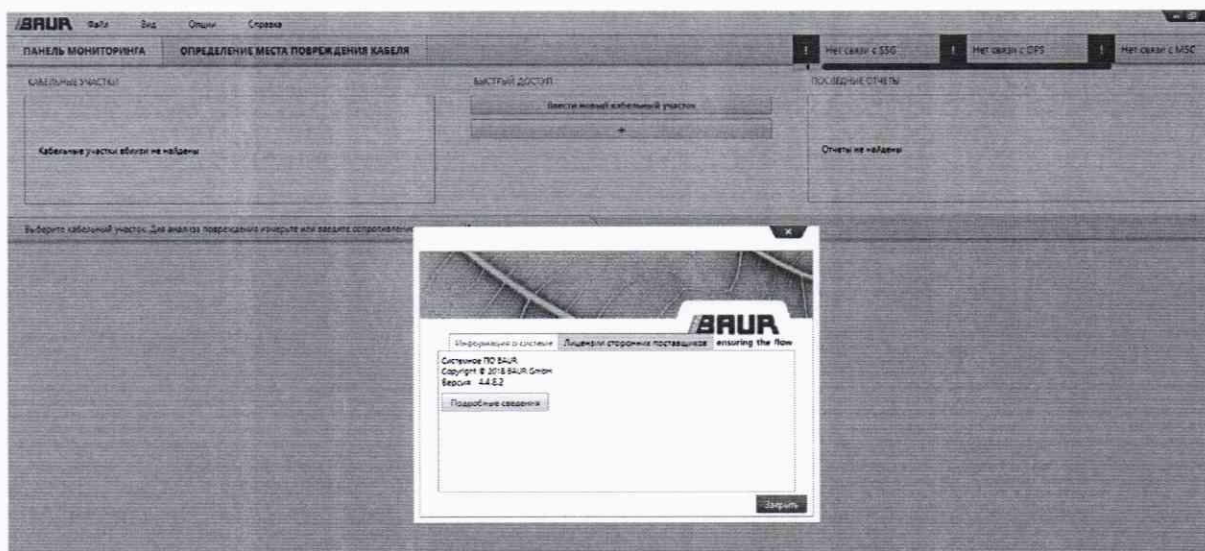 BAUR Файл Вид Опции Справка
ПАНЕЛЬ МОНИТОРИНГА ОПРЕДЕЛЕНИЕ МЕСТА ПОВРЕЖДЕНИЯ КАБЕЛЯ ! Нет связи с SSG ! Нет связи с DPS ! Нет связи с MSC
КАБЕЛЬНЫЕ УЧАСТКИ БЫСТРЫЙ ДОСТУП ПОСЛЕДНИЕ ОТЧЕТЫ
Ввести новый кабельный участок
+
Кабельные участки вблизи не найдены Отчеты не найдены
Выберите кабельный участок. Для анализа повреждения измерьте или введите сопротивление
BAUR
ensuring the flow
Информация о системе Лицензии сторонних поставщиков
Системное ПО BAUR
Copyright © 2018 BAUR GmbH
Версия 4.4.8.2
Подробные сведения
Закрыть